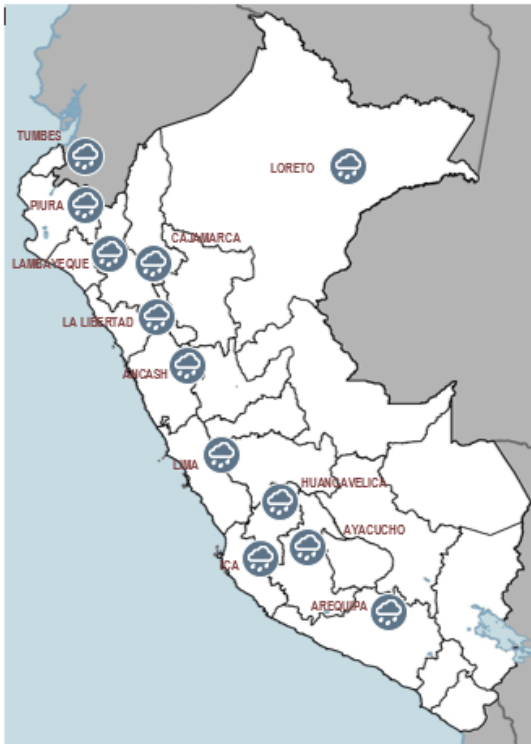 TUMBES
LORETO
PIURA
CAJAMARCA
LAMBAYEQUE
LA LIBERTAD
ANCASH
LIMA
HUANCAVELICA
AYACUCHO
ICA
AREQUIPA